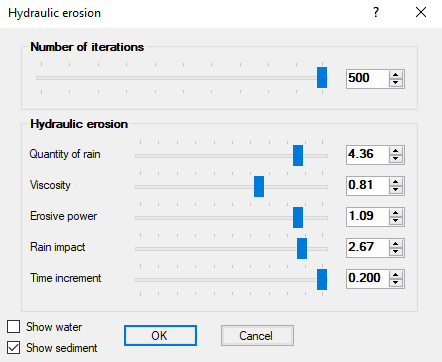 Hydraulic erosion
Number of iterations
500
Hydraulic erosion
Quantity of rain 4.36
Viscosity 0.81
Erosive power 1.09
Rain impact 2.67
Time increment 0.200
Show water
Show sediment
OK Cancel